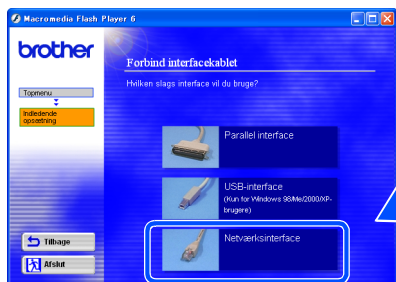 Macromedia Flash Player 6
brother
Forbind interfacekablet
Hvilken slags interface vil du bruge?
Topmenu
Indledende
opsætning
Parallel interface
USB-interface
(Kun for Windows 98/Me/2000/XP-
brugere)
Netværksinterface
Tilbage
Afslut